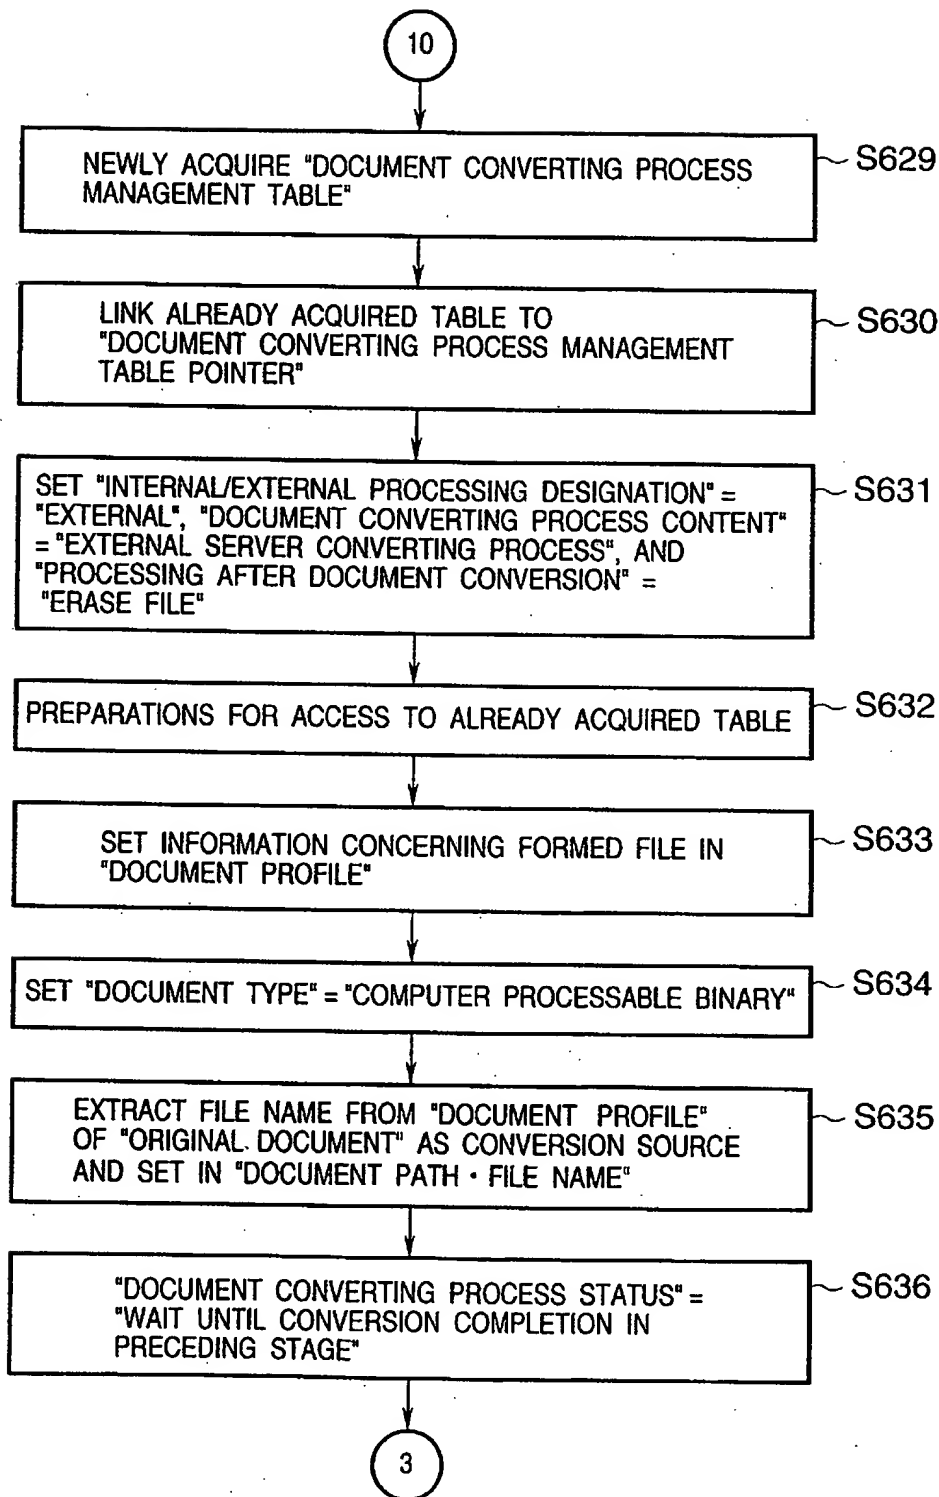 10
NEWLY ACQUIRE "DOCUMENT CONVERTING PROCESS
MANAGEMENT TABLE"
S629
LINK ALREADY ACQUIRED TABLE TO
"DOCUMENT CONVERTING PROCESS MANAGEMENT
TABLE POINTER"
S630
SET "INTERNAL/EXTERNAL PROCESSING DESIGNATION" =
"EXTERNAL", "DOCUMENT CONVERTING PROCESS CONTENT"
= "EXTERNAL SERVER CONVERTING PROCESS", AND
"PROCESSING AFTER DOCUMENT CONVERSION" =
"ERASE FILE"
S631
PREPARATIONS FOR ACCESS TO ALREADY ACQUIRED TABLE
S632
SET INFORMATION CONCERNING FORMED FILE IN
"DOCUMENT PROFILE"
S633
SET "DOCUMENT TYPE" = "COMPUTER PROCESSABLE BINARY"
S634
EXTRACT FILE NAME FROM "DOCUMENT PROFILE"
OF "ORIGINAL DOCUMENT" AS CONVERSION SOURCE
AND SET IN "DOCUMENT PATH · FILE NAME"
S635
"DOCUMENT CONVERTING PROCESS STATUS" =
"WAIT UNTIL CONVERSION COMPLETION IN
PRECEDING STAGE"
S636
3